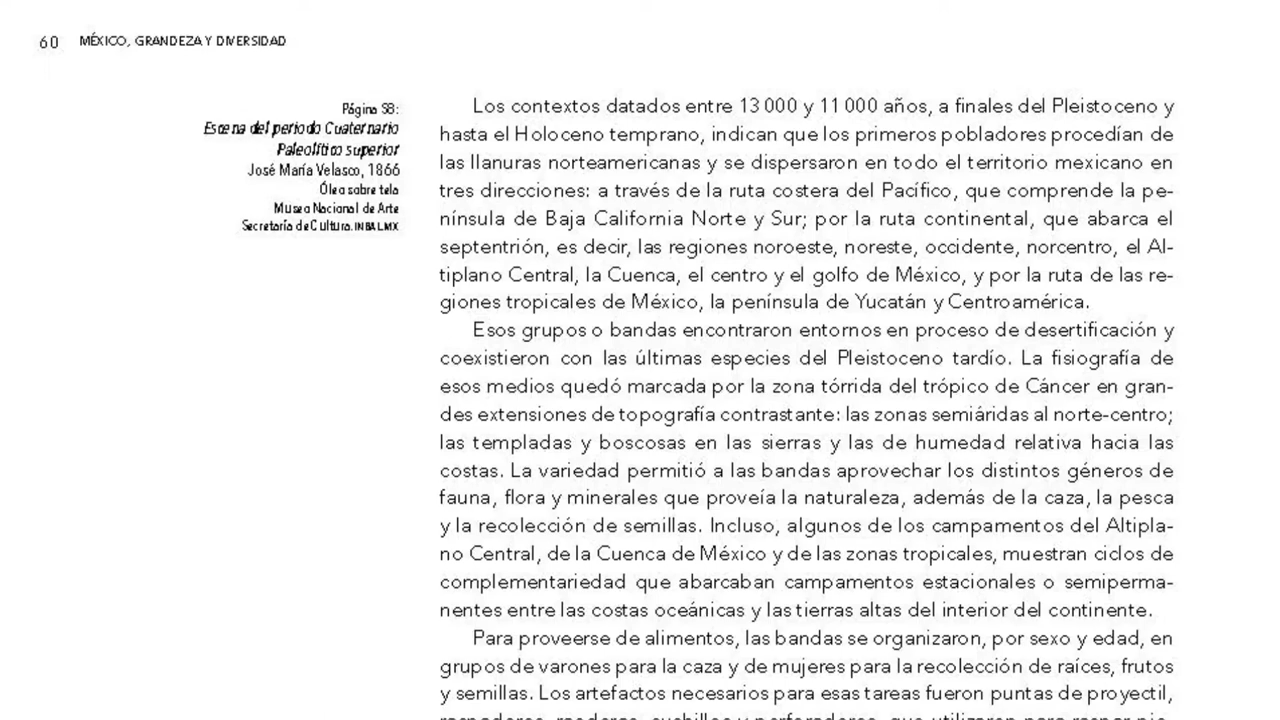 60 MÉXICO, GRANDEZA Y DIVERSIDAD
Página 58:
Escena del periodo Cuaternario
Paleolítico superior
José María Velasco, 1866
Óleo sobre tela
Museo Nacional de Arte
Secretaría de Cultura.INBAL.MX
Los contextos datados entre 13 000 y 11 000 años, a finales del Pleistoceno y
hasta el Holoceno temprano, indican que los primeros pobladores procedían de
las llanuras norteamericanas y se dispersaron en todo el territorio mexicano en
tres direcciones: a través de la ruta costera del Pacífico, que comprende la pe-
nínsula de Baja California Norte y Sur; por la ruta continental, que abarca el
septentrión, es decir, las regiones noroeste, noreste, occidente, norcentro, el Al-
tiplano Central, la Cuenca, el centro y el golfo de México, y por la ruta de las re-
giones tropicales de México, la península de Yucatán y Centroamérica.
Esos grupos o bandas encontraron entornos en proceso de desertificación y
coexistieron con las últimas especies del Pleistoceno tardío. La fisiografía de
esos medios quedó marcada por la zona tórrida del trópico de Cáncer en gran-
des extensiones de topografía contrastante: las zonas semiáridas al norte-centro;
las templadas y boscosas en las sierras y las de humedad relativa hacia las
costas. La variedad permitió a las bandas aprovechar los distintos géneros de
fauna, flora y minerales que proveía la naturaleza, además de la caza, la pesca
y la recolección de semillas. Incluso, algunos de los campamentos del Altipla-
no Central, de la Cuenca de México y de las zonas tropicales, muestran ciclos de
complementariedad que abarcaban campamentos estacionales o semiperma-
nentes entre las costas oceánicas y las tierras altas del interior del continente.
Para proveerse de alimentos, las bandas se organizaron, por sexo y edad, en
grupos de varones para la caza y de mujeres para la recolección de raíces, frutos
y semillas. Los artefactos necesarios para esas tareas fueron puntas de proyectil,